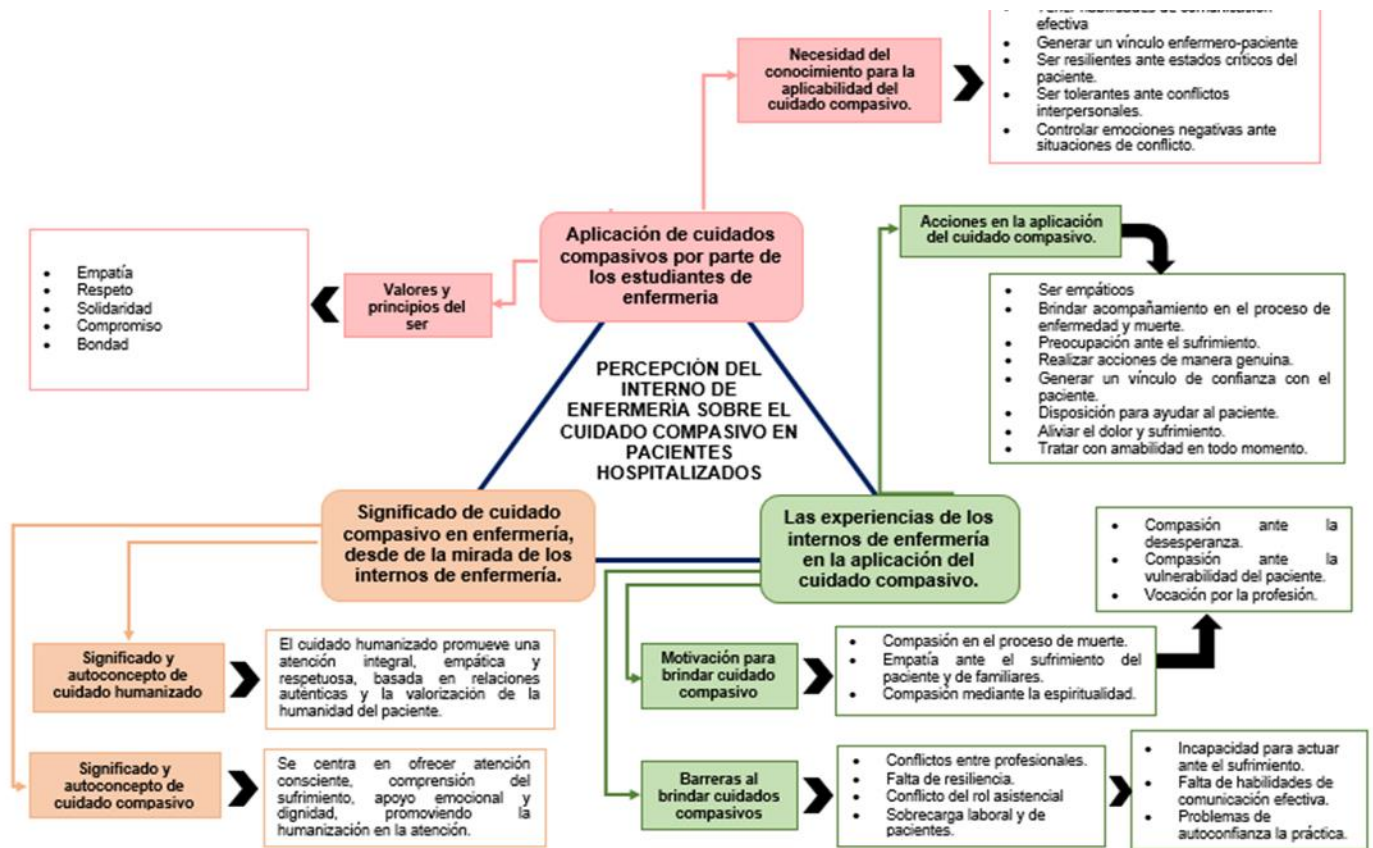 efectiva
• Generar un vínculo enfermero-paciente
• Ser resilientes ante estados críticos del
paciente.
• Ser tolerantes ante conflictos
interpersonales.
• Controlar emociones negativas ante
situaciones de conflicto.
Necesidad del
conocimiento para la
aplicabilidad del
cuidado compasivo.
Aplicación de cuidados
compasivos por parte de
los estudiantes de
enfermeria
Valores y
principios del
ser
• Empatía
• Respeto
• Solidaridad
• Compromiso
• Bondad
Acciones en la aplicación
del cuidado compasivo.
• Ser empáticos
• Brindar acompañamiento en el proceso de
enfermedad y muerte.
• Preocupación ante el sufrimiento.
• Realizar acciones de manera genuina.
• Generar un vínculo de confianza con el
paciente.
• Disposición para ayudar al paciente.
• Aliviar el dolor y sufrimiento.
• Tratar con amabilidad en todo momento.
PERCEPCIÓN DEL
INTERNO DE
ENFERMERÍA SOBRE EL
CUIDADO COMPASIVO EN
PACIENTES
HOSPITALIZADOS
Significado de cuidado
compasivo en enfermería,
desde de la mirada de los
internos de enfermería.
Las experiencias de los
internos de enfermería
en la aplicación del
cuidado compasivo.
• Compasión ante la
desesperanza.
• Compasión ante la
vulnerabilidad del paciente.
• Vocación por la profesión.
Significado y
autoconcepto de
cuidado humanizado
El cuidado humanizado promueve una
atención integral, empática y
respetuosa, basada en relaciones
auténticas y la valorización de la
humanidad del paciente.
Motivación para
brindar cuidado
compasivo
• Compasión en el proceso de muerte.
• Empatía ante el sufrimiento del
paciente y de familiares.
• Compasión mediante la espiritualidad.
Significado y
autoconcepto de
cuidado compasivo
Se centra en ofrecer atención
consciente, comprensión del
sufrimiento, apoyo emocional y
dignidad, promoviendo la
humanización en la atención.
Barreras al
brindar cuidados
compasivos
• Conflictos entre profesionales.
• Falta de resiliencia.
• Conflicto del rol asistencial
• Sobrecarga laboral y de
pacientes.
• Incapacidad para actuar
ante el sufrimiento.
• Falta de habilidades de
comunicación efectiva.
• Problemas de
autoconfianza la práctica.